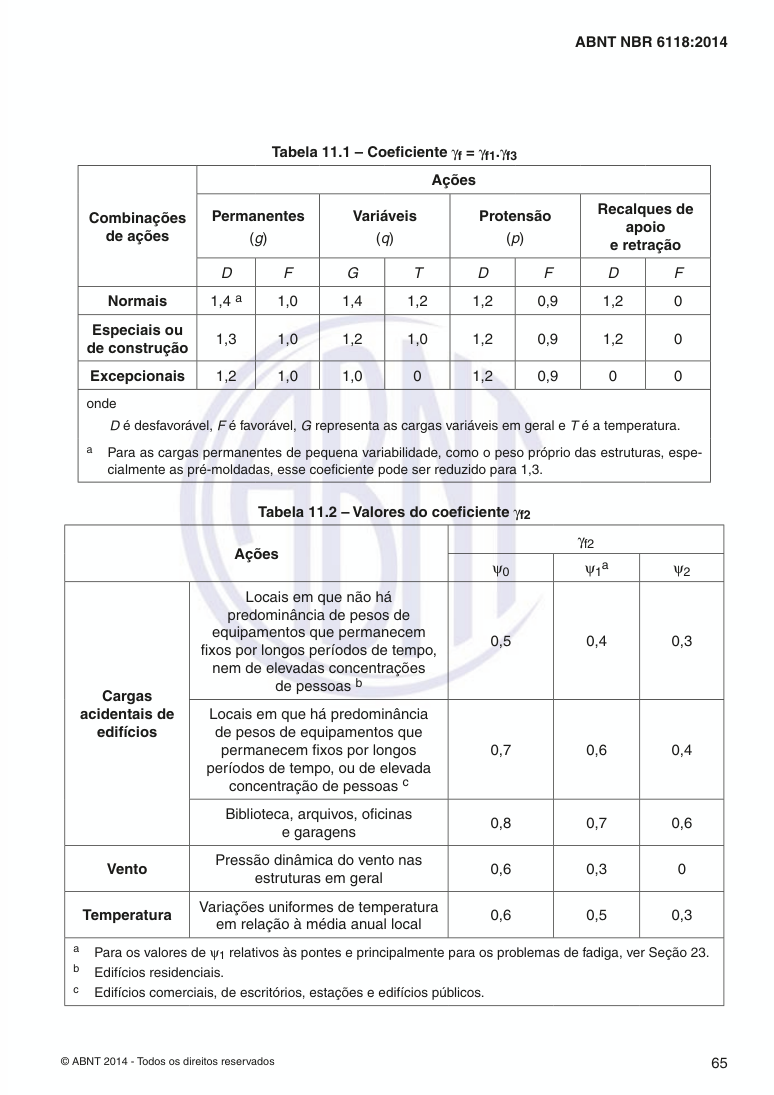 ABNT NBR 6118:2014
Tabela 11.1 – Coeficiente γf = γf1.γf3
Combinações
de ações
Ações
Permanentes
(g)
Variáveis
(q)
Protensão
(p)
Recalques de
apoio
e retração
D F G T D F D F
Normais 1,4 a 1,0 1,4 1,2 1,2 0,9 1,2 0
Especiais ou
de construção 1,3 1,0 1,2 1,0 1,2 0,9 1,2 0
Excepcionais 1,2 1,0 1,0 0 1,2 0,9 0 0
onde
D é desfavorável, F é favorável, G representa as cargas variáveis em geral e T é a temperatura.
a Para as cargas permanentes de pequena variabilidade, como o peso próprio das estruturas, espe-
cialmente as pré-moldadas, esse coeficiente pode ser reduzido para 1,3.
Tabela 11.2 – Valores do coeficiente γf2
Ações
γf2
ψ0 ψ1a ψ2
Cargas
acidentais de
edifícios
Locais em que não há
predominância de pesos de
equipamentos que permanecem
fixos por longos períodos de tempo,
nem de elevadas concentrações
de pessoas b
0,5 0,4 0,3
Locais em que há predominância
de pesos de equipamentos que
permanecem fixos por longos
períodos de tempo, ou de elevada
concentração de pessoas c
0,7 0,6 0,4
Biblioteca, arquivos, oficinas
e garagens
0,8 0,7 0,6
Vento
Pressão dinâmica do vento nas
estruturas em geral
0,6 0,3 0
Temperatura
Variações uniformes de temperatura
em relação à média anual local
0,6 0,5 0,3
a Para os valores de ψ1 relativos às pontes e principalmente para os problemas de fadiga, ver Seção 23.
b Edifícios residenciais.
c Edifícios comerciais, de escritórios, estações e edifícios públicos.
ABNT
© ABNT 2014 - Todos os direitos reservados
65